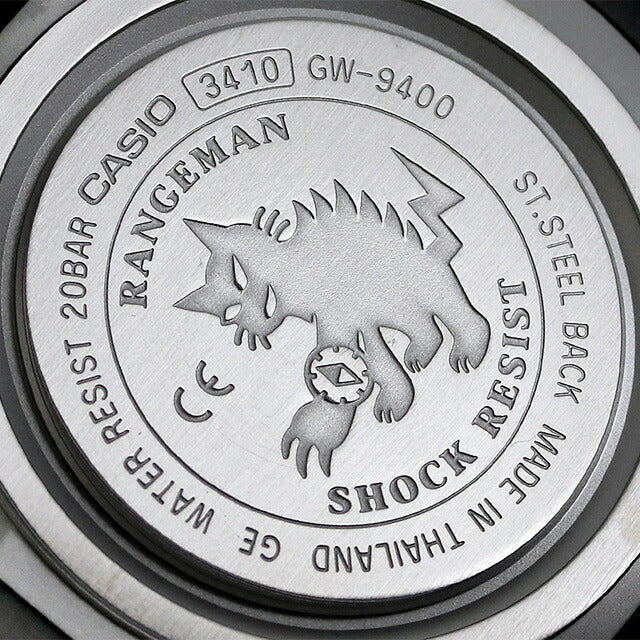 CASIO 3410 GW-9400
ST.STEEL BACK MADE IN THAILAND GE WATER RESIST 20BAR
RANGEMAN
SHOCK RESIST
CE